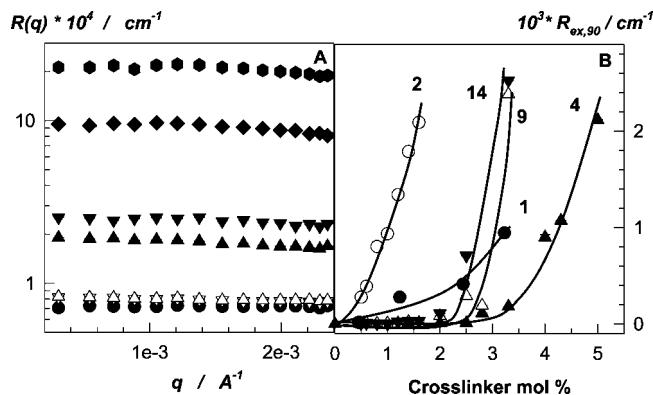 R(q) * 10⁴ / cm⁻¹
10³* R_ex,90 / cm⁻¹
A
B
2
14
9
4
1
10
1
2
1
0
1e-3
2e-3
0
1
2
3
4
5
q / A⁻¹
Crosslinker mol %